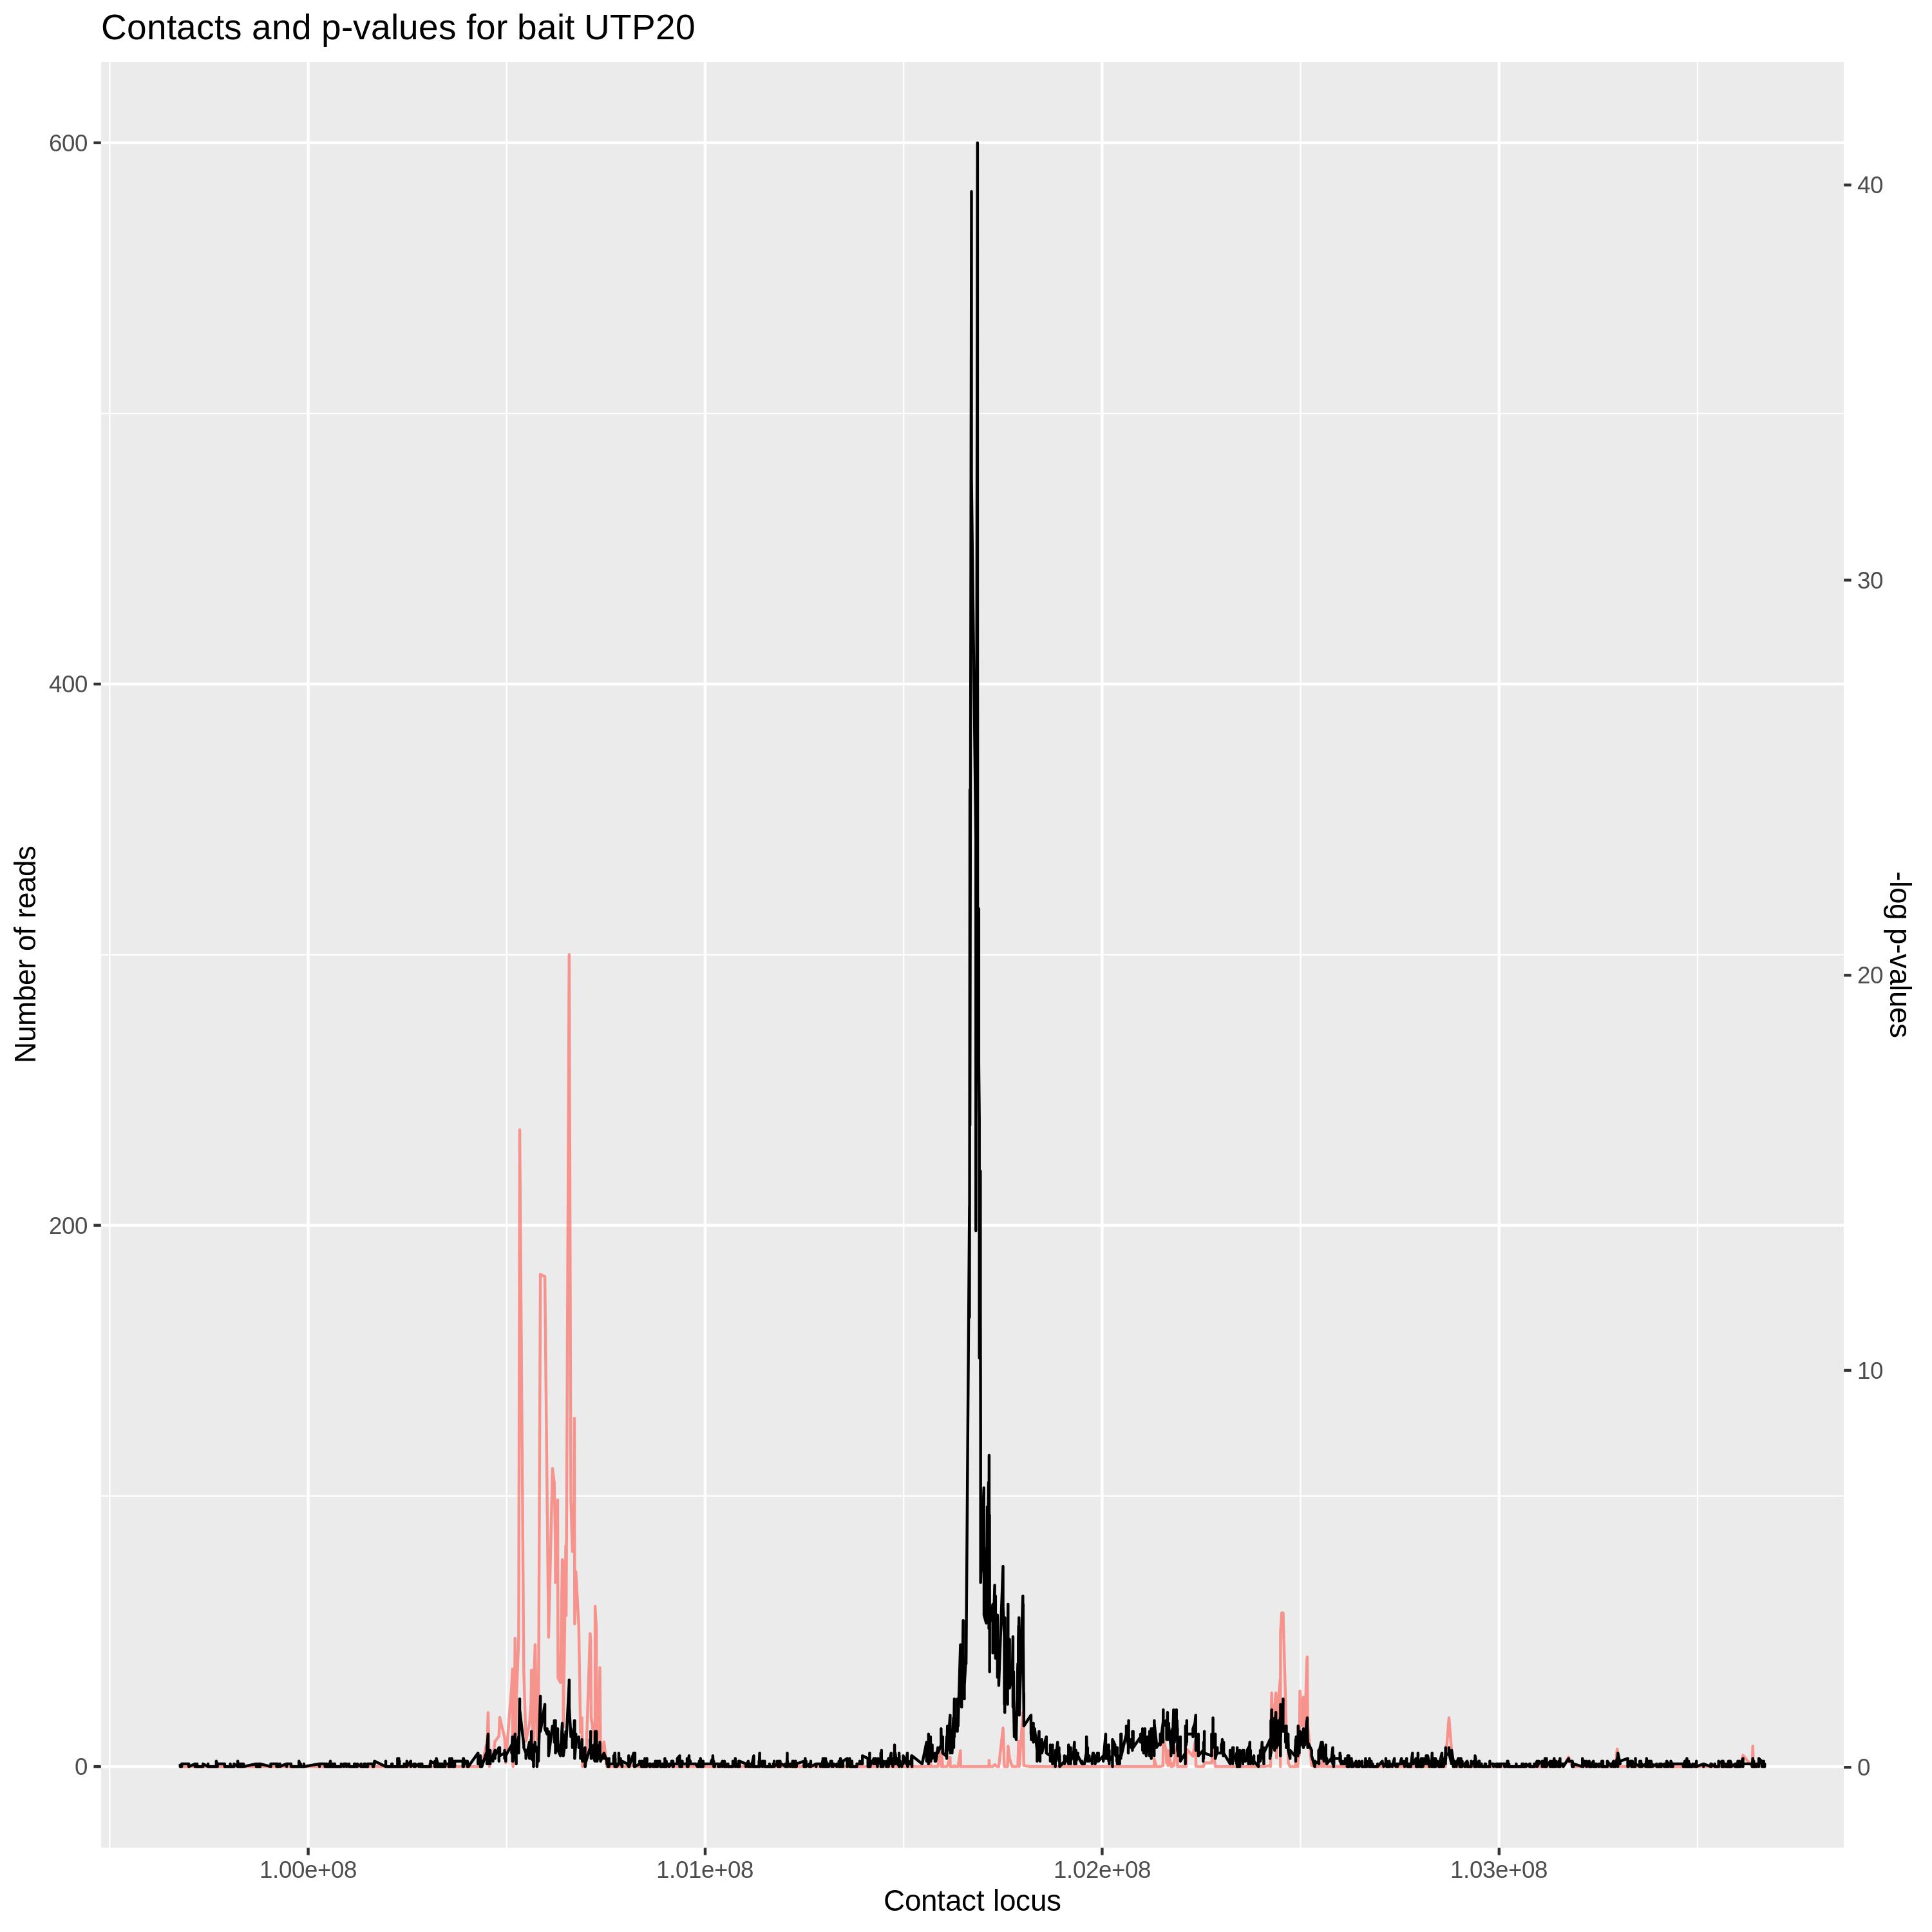 Contacts and p-values for bait UTP20
600
400
200
0
40
30
20
10
0
Number of reads
-log p-values
1.00e+08 1.01e+08 1.02e+08 1.03e+08
Contact locus